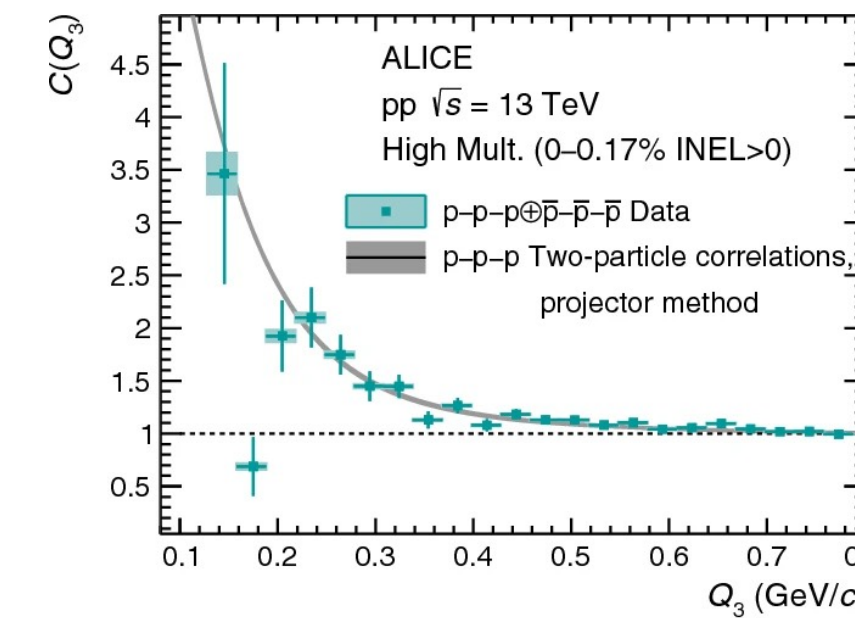 C(Q₃)
4.5
4
3.5
3
2.5
2
1.5
1
0.5
ALICE
pp √s = 13 TeV
High Mult. (0–0.17% INEL>0)
p–p–p⊕p̅–p̅–p̅ Data
p–p–p Two-particle correlations,
projector method
0.1 0.2 0.3 0.4 0.5 0.6 0.7 0
Q₃ (GeV/c